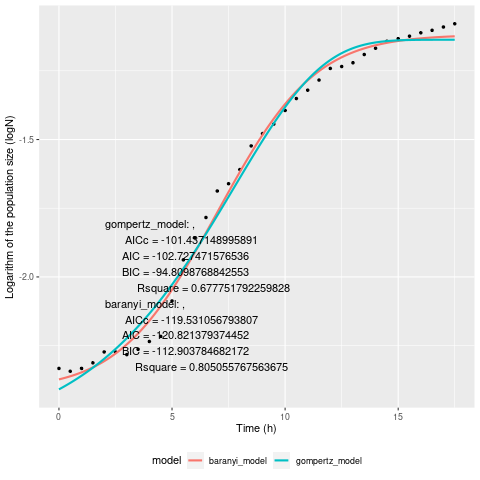 Logarithm of the population size (logN)
-1.5
-2.0
gompertz_model: ,
AICc = -101.437148995891
AIC = -102.727471576536
BIC = -94.8098768842553
Rsquare = 0.677751792259828
baranyi_model: ,
AICc = -119.531056793807
AIC = -120.821379374452
BIC = -112.903784682172
Rsquare = 0.805055767563675
0 5 10 15
Time (h)
model baranyi_model gompertz_model